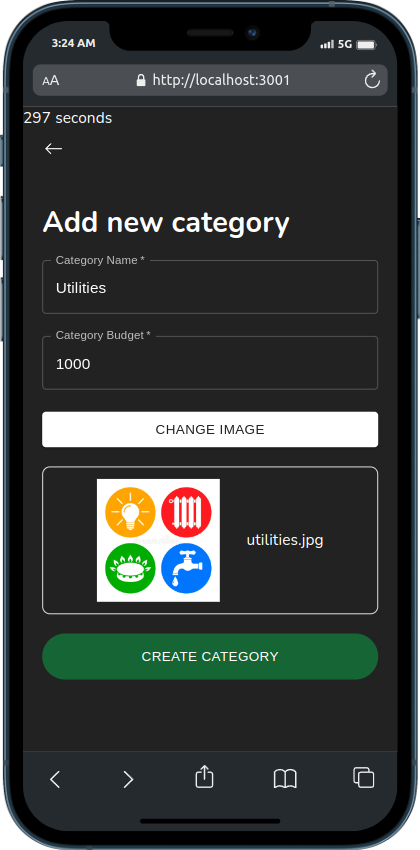 3:24 AM
5G
AA
http://localhost:3001
297 seconds
Add new category
Category Name *
Utilities
Category Budget *
1000
CHANGE IMAGE
utilities.jpg
CREATE CATEGORY